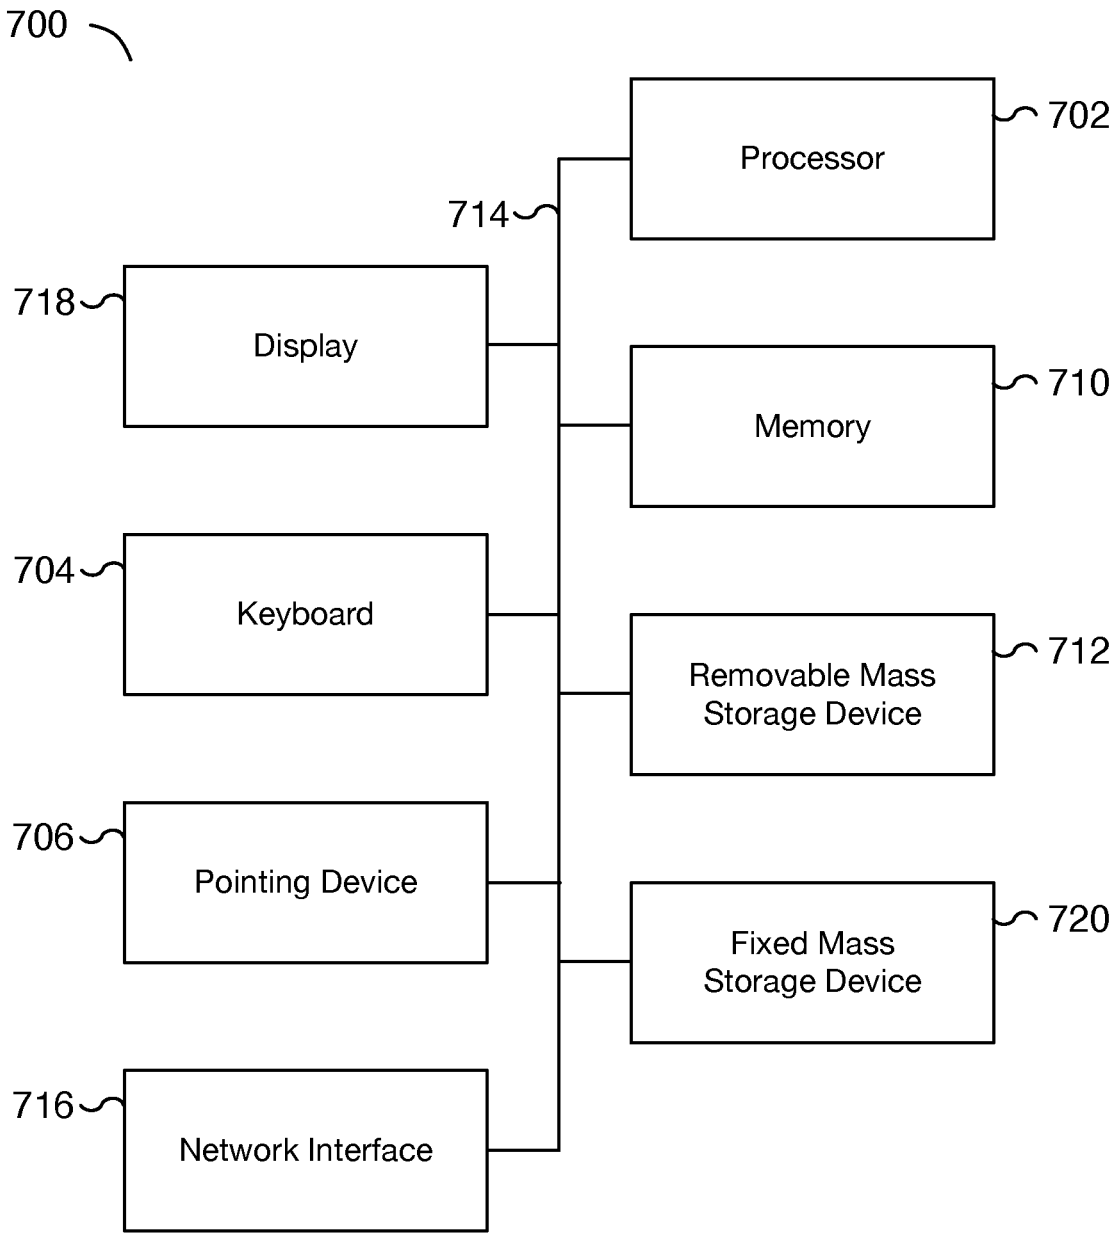 700
702
Processor
714
718
Display
710
Memory
704
Keyboard
712
Removable Mass
Storage Device
706
Pointing Device
720
Fixed Mass
Storage Device
716
Network Interface